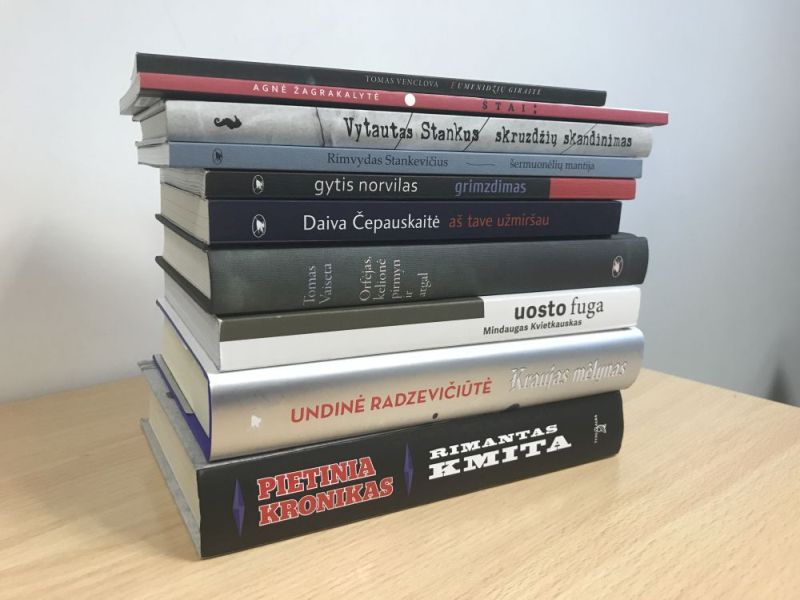 TOMAS VENCLOVA EUMENIDŽIŲ GIRAITĖ
AGNĖ ŽAGRAKALYTĖ ŠTAI:
Vytautas Stankus skruzdžių skandinimas
Rimvydas Stankevičius šermuonėlių mantija
gytis norvilas grimzdimas
Daiva Čepauskaitė aš tave užmiršau
Tomas
Vaiseta
Orfėjas,
kelionė
pirmyn
ir
atgal
uosto fuga
Mindaugas Kvietkauskas
UNDINĖ RADZEVIČIŪTĖ Kraujas mėlynas
PIETINIA
KRONIKAS
RIMANTAS
KMITA